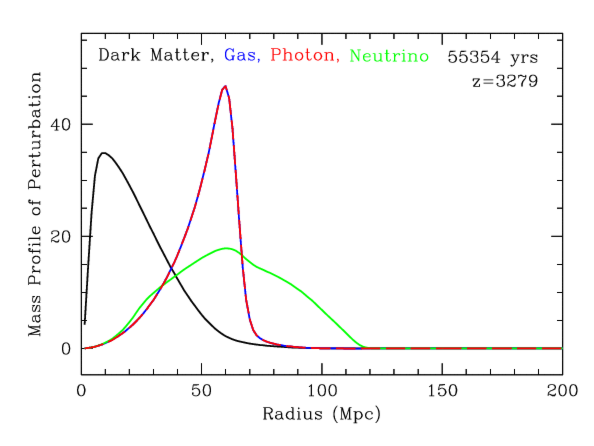 Dark Matter, Gas, Photon, Neutrino 55354 yrs
z=3279
Mass Profile of Perturbation
40
20
0
0 50 100 150 200
Radius (Mpc)